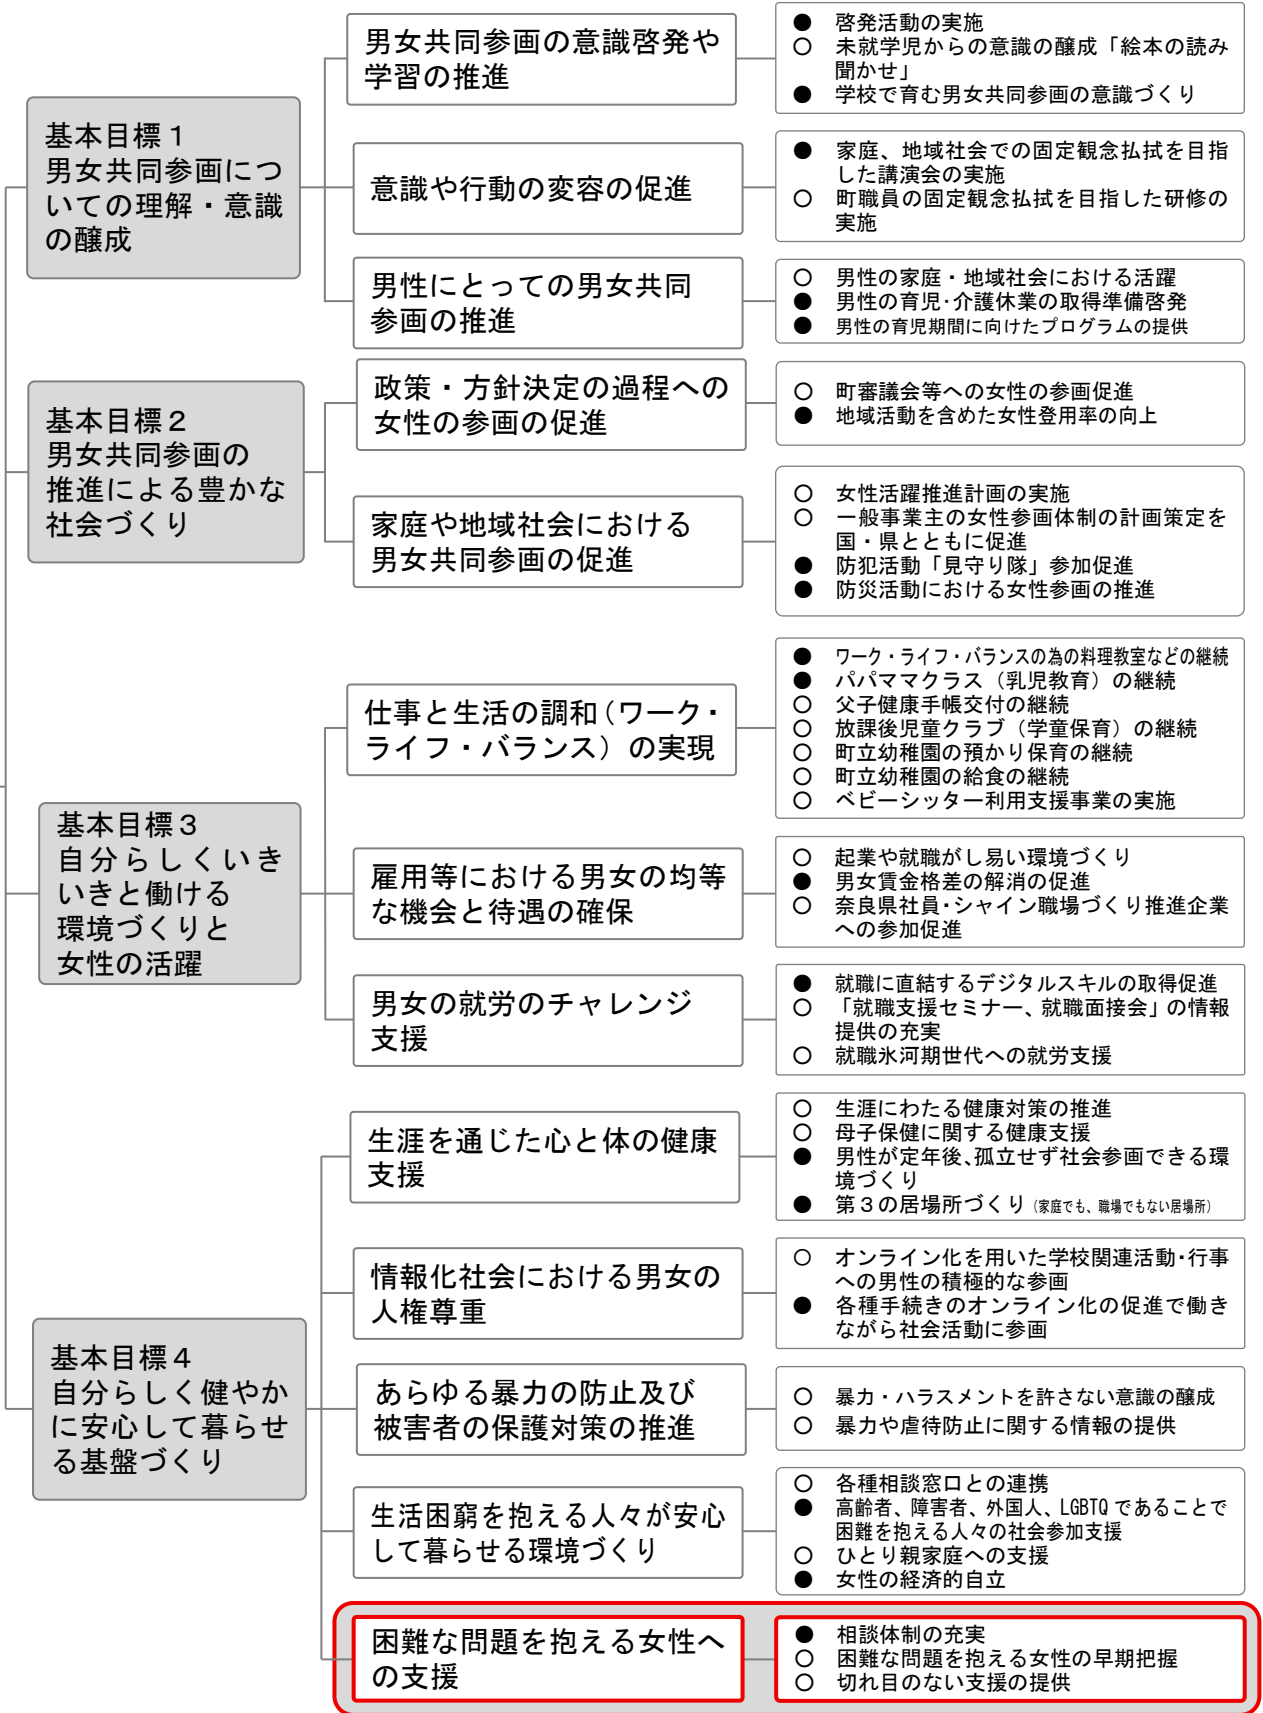 基本目標１
男女共同参画につ
いての理解・意識
の醸成
男女共同参画の意識啓発や
学習の推進
● 啓発活動の実施
○ 未就学児からの意識の醸成「絵本の読み
聞かせ」
● 学校で育む男女共同参画の意識づくり
意識や行動の変容の促進
● 家庭、地域社会での固定観念払拭を目指
した講演会の実施
○ 町職員の固定観念払拭を目指した研修の
実施
男性にとっての男女共同
参画の推進
○ 男性の家庭・地域社会における活躍
● 男性の育児･介護休業の取得準備啓発
● 男性の育児期間に向けたプログラムの提供
基本目標２
男女共同参画の
推進による豊かな
社会づくり
政策・方針決定の過程への
女性の参画の促進
○ 町審議会等への女性の参画促進
● 地域活動を含めた女性登用率の向上
家庭や地域社会における
男女共同参画の促進
○ 女性活躍推進計画の実施
○ 一般事業主の女性参画体制の計画策定を
国・県とともに促進
● 防犯活動「見守り隊」参加促進
● 防災活動における女性参画の推進
基本目標３
自分らしくいき
いきと働ける
環境づくりと
女性の活躍
仕事と生活の調和（ワーク・
ライフ・バランス）の実現
● ワーク・ライフ・バランスの為の料理教室などの継続
● パパママクラス（乳児教育）の継続
○ 父子健康手帳交付の継続
○ 放課後児童クラブ（学童保育）の継続
○ 町立幼稚園の預かり保育の継続
○ 町立幼稚園の給食の継続
○ ベビーシッター利用支援事業の実施
雇用等における男女の均等
な機会と待遇の確保
○ 起業や就職がし易い環境づくり
● 男女賃金格差の解消の促進
○ 奈良県社員･シャイン職場づくり推進企業
への参加促進
男女の就労のチャレンジ
支援
● 就職に直結するデジタルスキルの取得促進
○ 「就職支援セミナー、就職面接会」の情報
提供の充実
○ 就職氷河期世代への就労支援
基本目標４
自分らしく健やか
に安心して暮らせ
る基盤づくり
生涯を通じた心と体の健康
支援
○ 生涯にわたる健康対策の推進
○ 母子保健に関する健康支援
● 男性が定年後、孤立せず社会参画できる環
境づくり
● 第３の居場所づくり（家庭でも、職場でもない居場所）
情報化社会における男女の
人権尊重
○ オンライン化を用いた学校関連活動･行事
への男性の積極的な参画
● 各種手続きのオンライン化の促進で働き
ながら社会活動に参画
あらゆる暴力の防止及び
被害者の保護対策の推進
○ 暴力・ハラスメントを許さない意識の醸成
○ 暴力や虐待防止に関する情報の提供
生活困窮を抱える人々が安心
して暮らせる環境づくり
○ 各種相談窓口との連携
● 高齢者、障害者、外国人、LGBTQ であることで
困難を抱える人々の社会参加支援
○ ひとり親家庭への支援
● 女性の経済的自立
困難な問題を抱える女性へ
の支援
● 相談体制の充実
○ 困難な問題を抱える女性の早期把握
○ 切れ目のない支援の提供